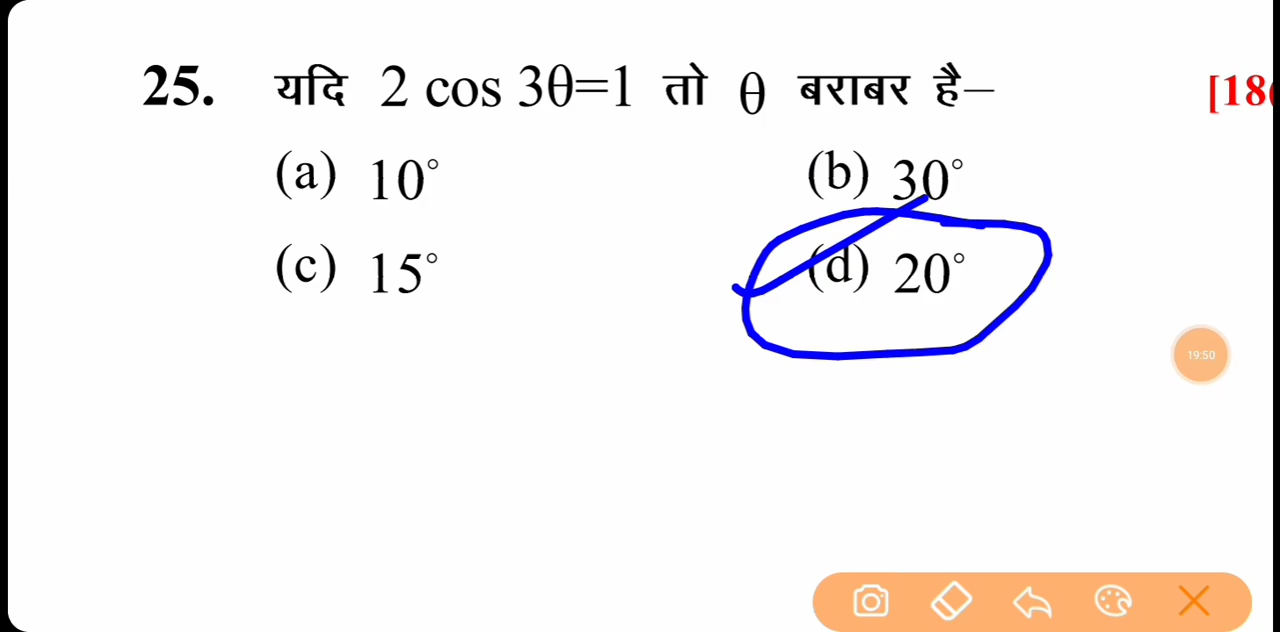 25. यदि 2 cos 3θ=1 तो θ बराबर है– [18
(a) 10° (b) 30°
(c) 15° (d) 20°
19:50